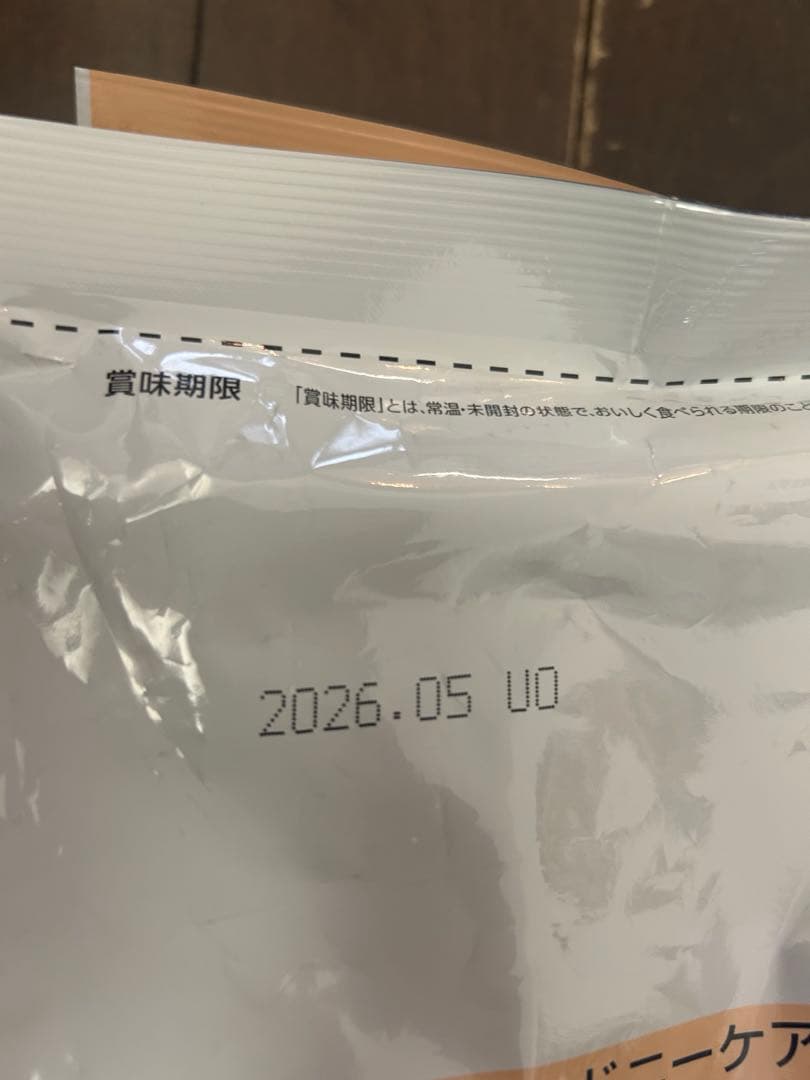 賞味期限
「賞味期限」とは、常温・未開封の状態で、おいしく食べられる期限のこと
2026.05 U0
ドニーケア